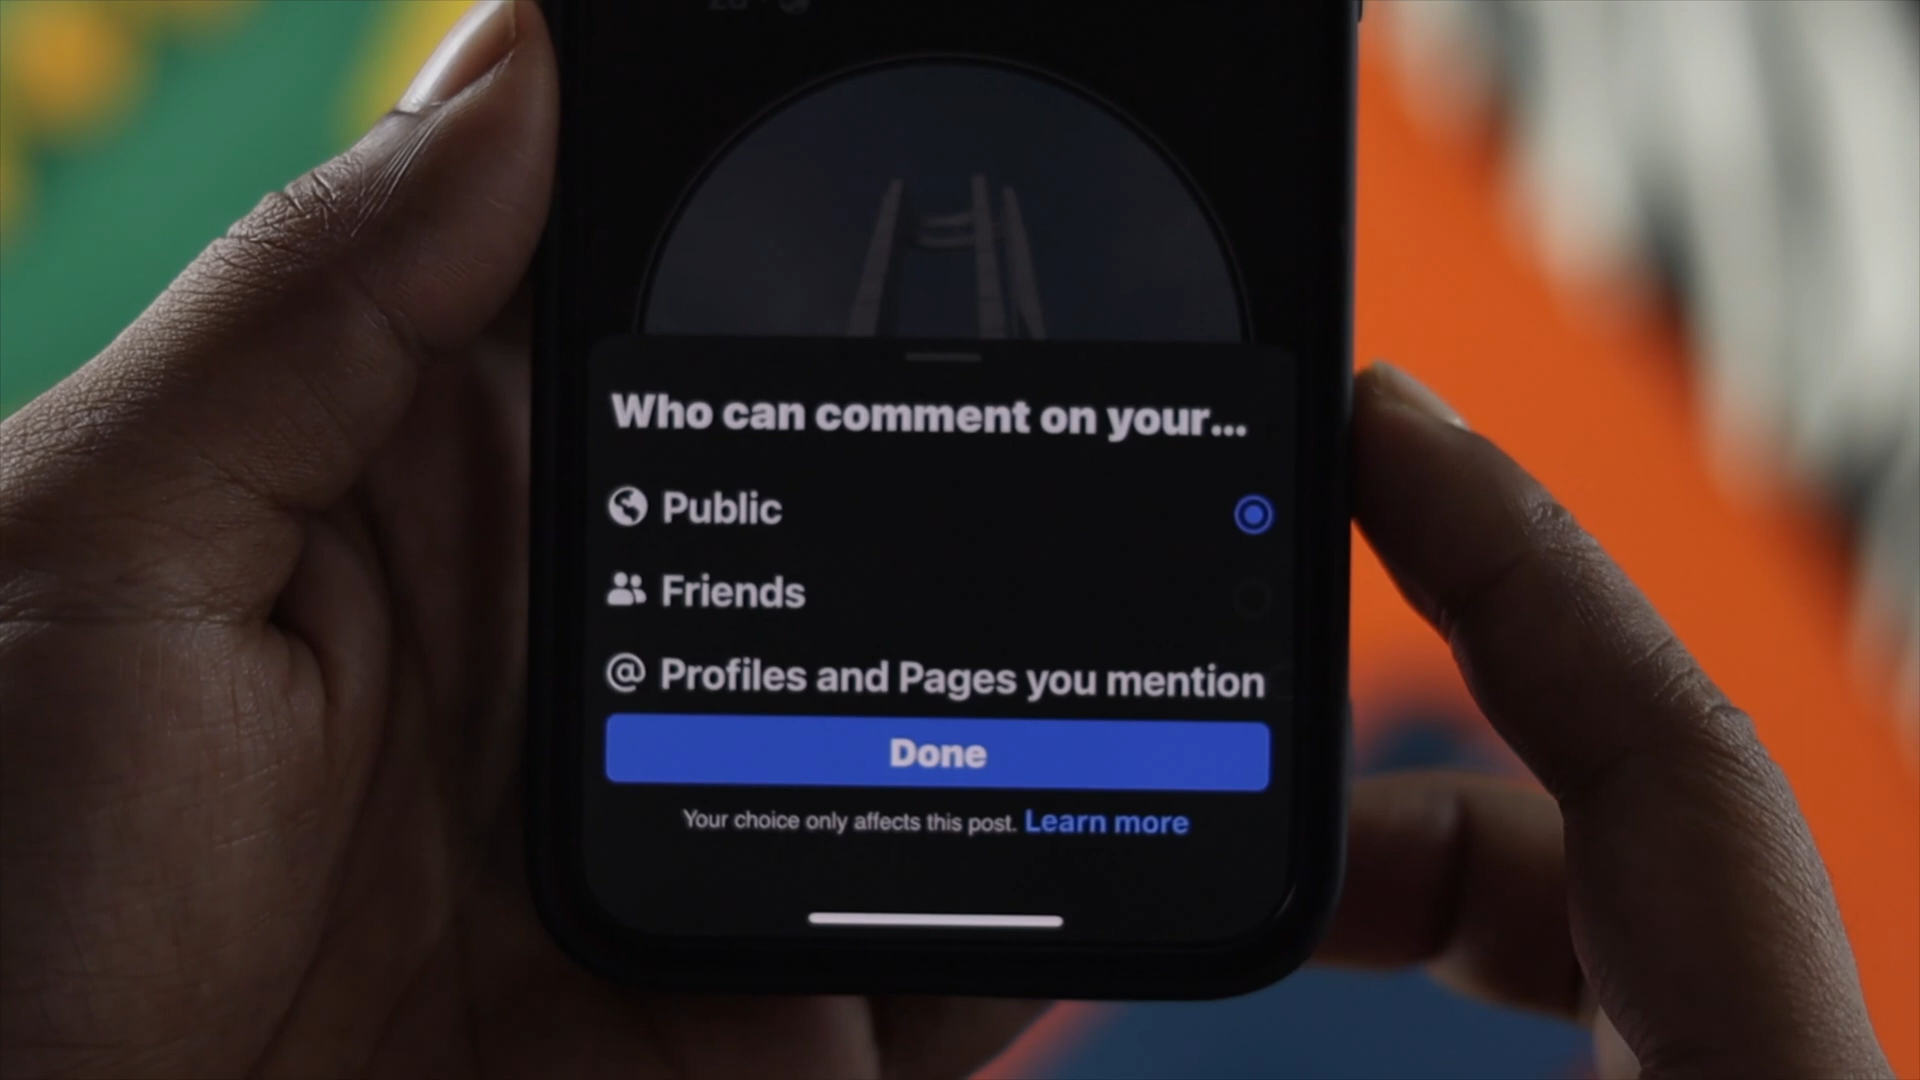 Who can comment on your...
Public
Friends
Profiles and Pages you mention
Done
Your choice only affects this post. Learn more